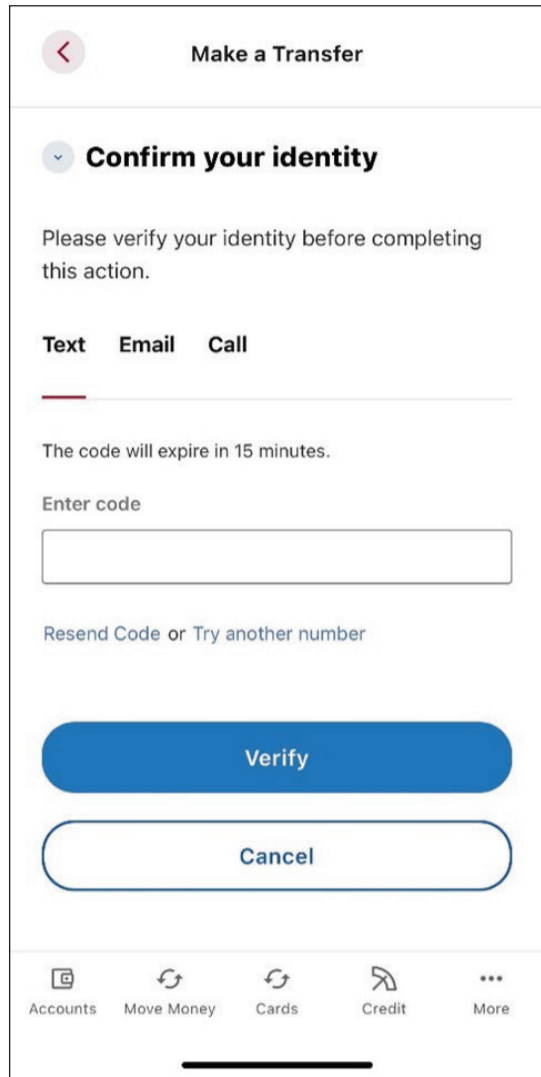 Make a Transfer
Confirm your identity
Please verify your identity before completing
this action.
Text Email Call
The code will expire in 15 minutes.
Enter code
Resend Code or Try another number
Verify
Cancel
Accounts Move Money Cards Credit More